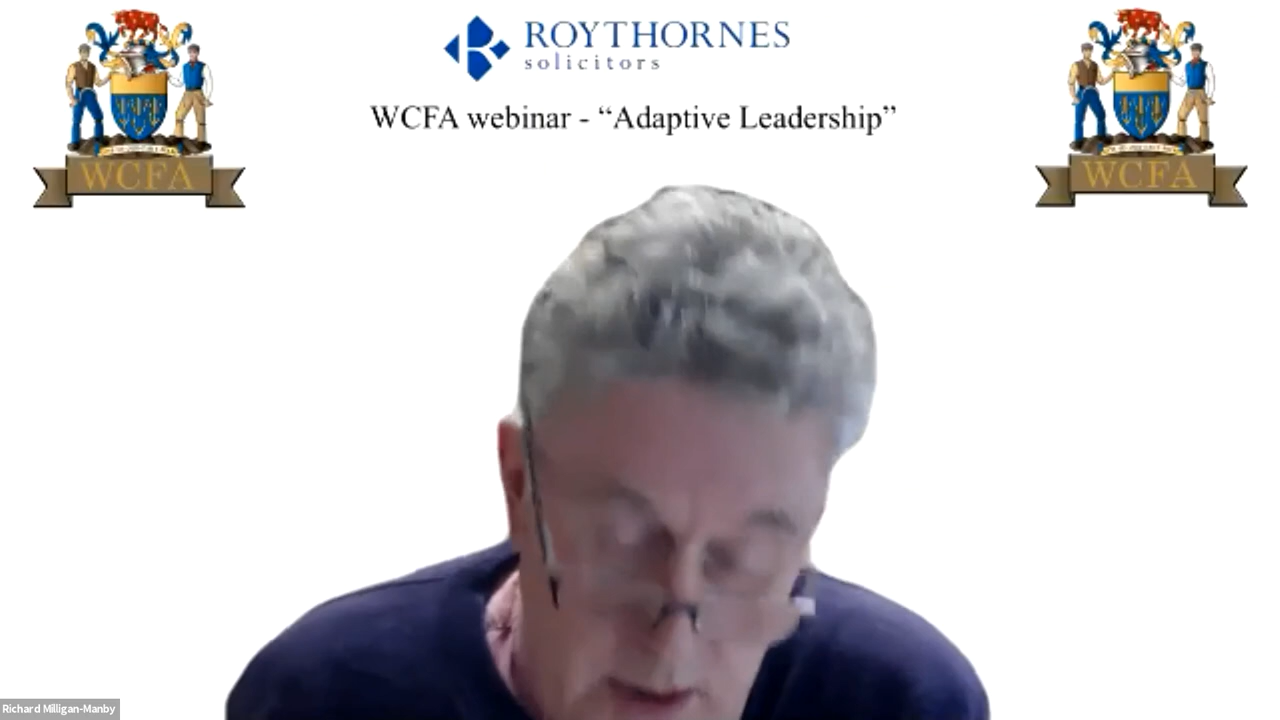 ROYTHORNES
solicitors
WCFA webinar - “Adaptive Leadership”
WCFA
WCFA
Richard Milligan-Manby